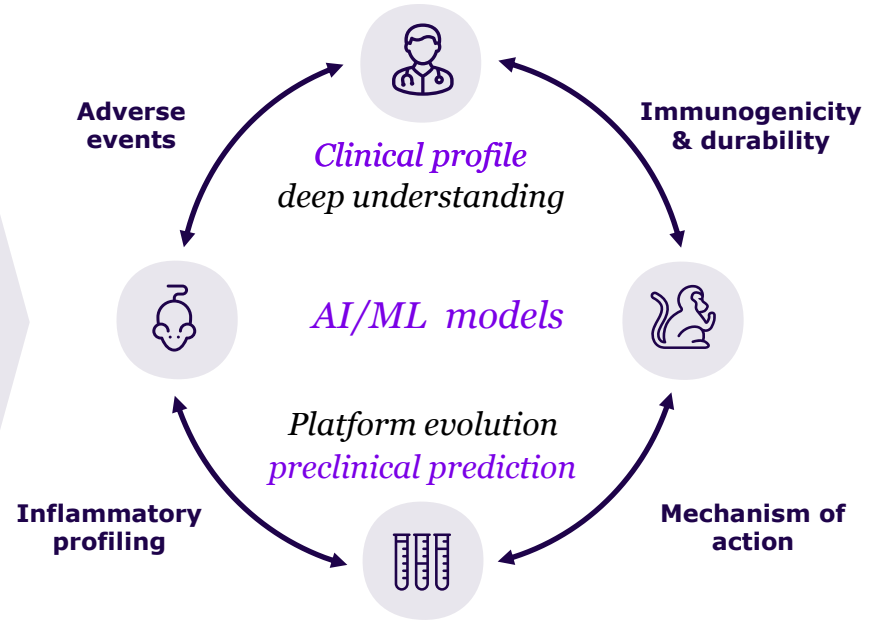 Adverse
events
Immunogenicity
& durability
Clinical profile
deep understanding
AI/ML models
Platform evolution
preclinical prediction
Inflammatory
profiling
Mechanism of
action